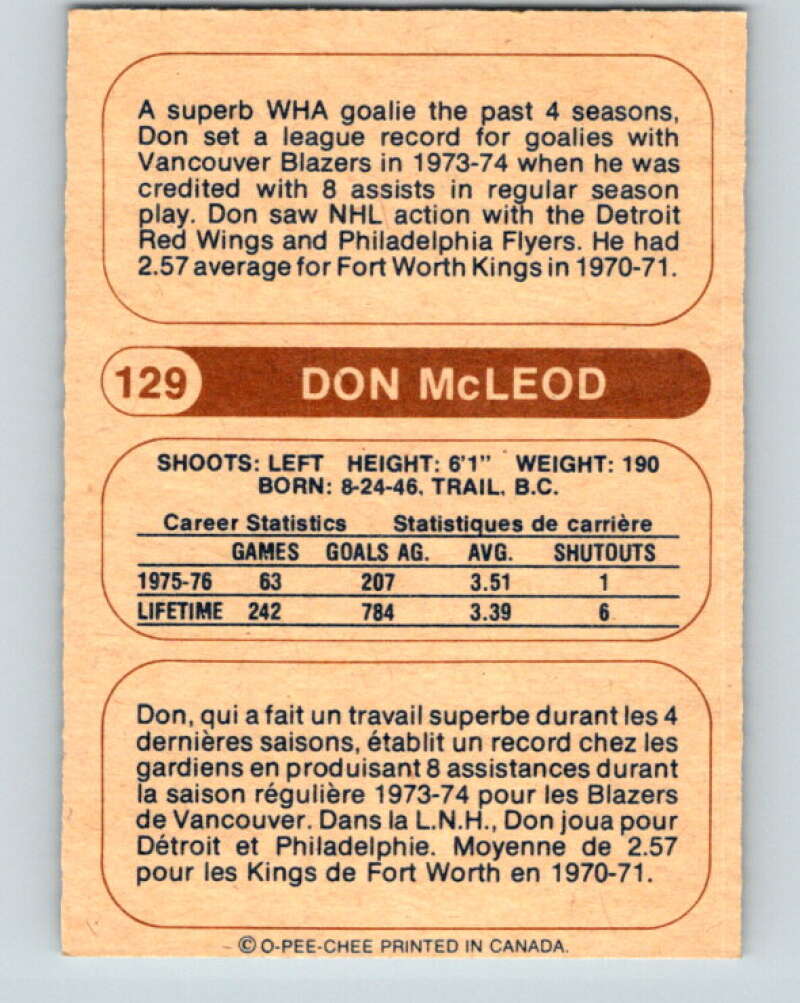 A superb WHA goalie the past 4 seasons,
Don set a league record for goalies with
Vancouver Blazers in 1973-74 when he was
credited with 8 assists in regular season
play. Don saw NHL action with the Detroit
Red Wings and Philadelphia Flyers. He had
2.57 average for Fort Worth Kings in 1970-71.
129 DON McLEOD
SHOOTS: LEFT HEIGHT: 6'1" WEIGHT: 190
BORN: 8-24-46, TRAIL, B.C.
Career Statistics Statistiques de carrière
GAMES GOALS AG. AVG. SHUTOUTS
1975-76 63 207 3.51 1
LIFETIME 242 784 3.39 6
Don, qui a fait un travail superbe durant les 4
dernières saisons, établit un record chez les
gardiens en produisant 8 assistances durant
la saison régulière 1973-74 pour les Blazers
de Vancouver. Dans la L.N.H., Don joua pour
Détroit et Philadelphie. Moyenne de 2.57
pour les Kings de Fort Worth en 1970-71.
© O-PEE-CHEE PRINTED IN CANADA.